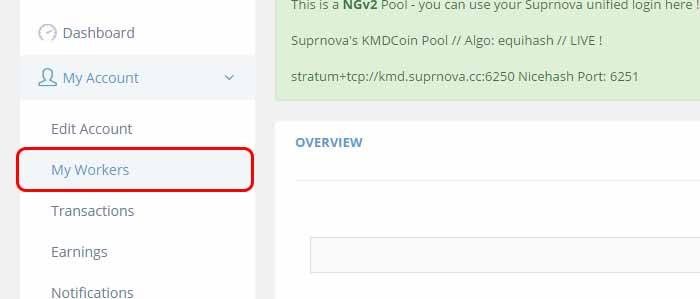 Dashboard
My Account
Edit Account
My Workers
Transactions
Earnings
Notifications
This is a NGv2 Pool - you can use your Suprnova unified login here !
Suprnova's KMDCoin Pool // Algo: equihash // LIVE !
stratum+tcp://kmd.suprnova.cc:6250 Nicehash Port: 6251
OVERVIEW